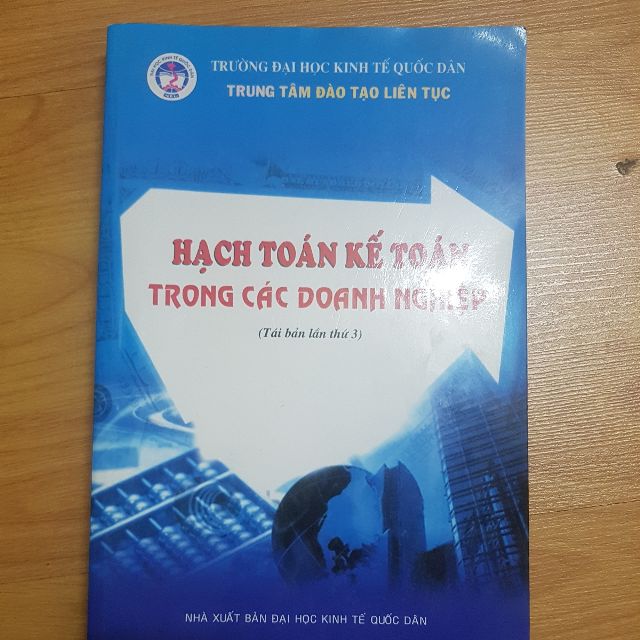 TRƯỜNG ĐẠI HỌC KINH TẾ QUỐC DÂN
TRUNG TÂM ĐÀO TẠO LIÊN TỤC
HẠCH TOÁN KẾ TOÁN
TRONG CÁC DOANH NGHIỆP
(Tái bản lần thứ 3)
NHÀ XUẤT BẢN ĐẠI HỌC KINH TẾ QUỐC DÂN